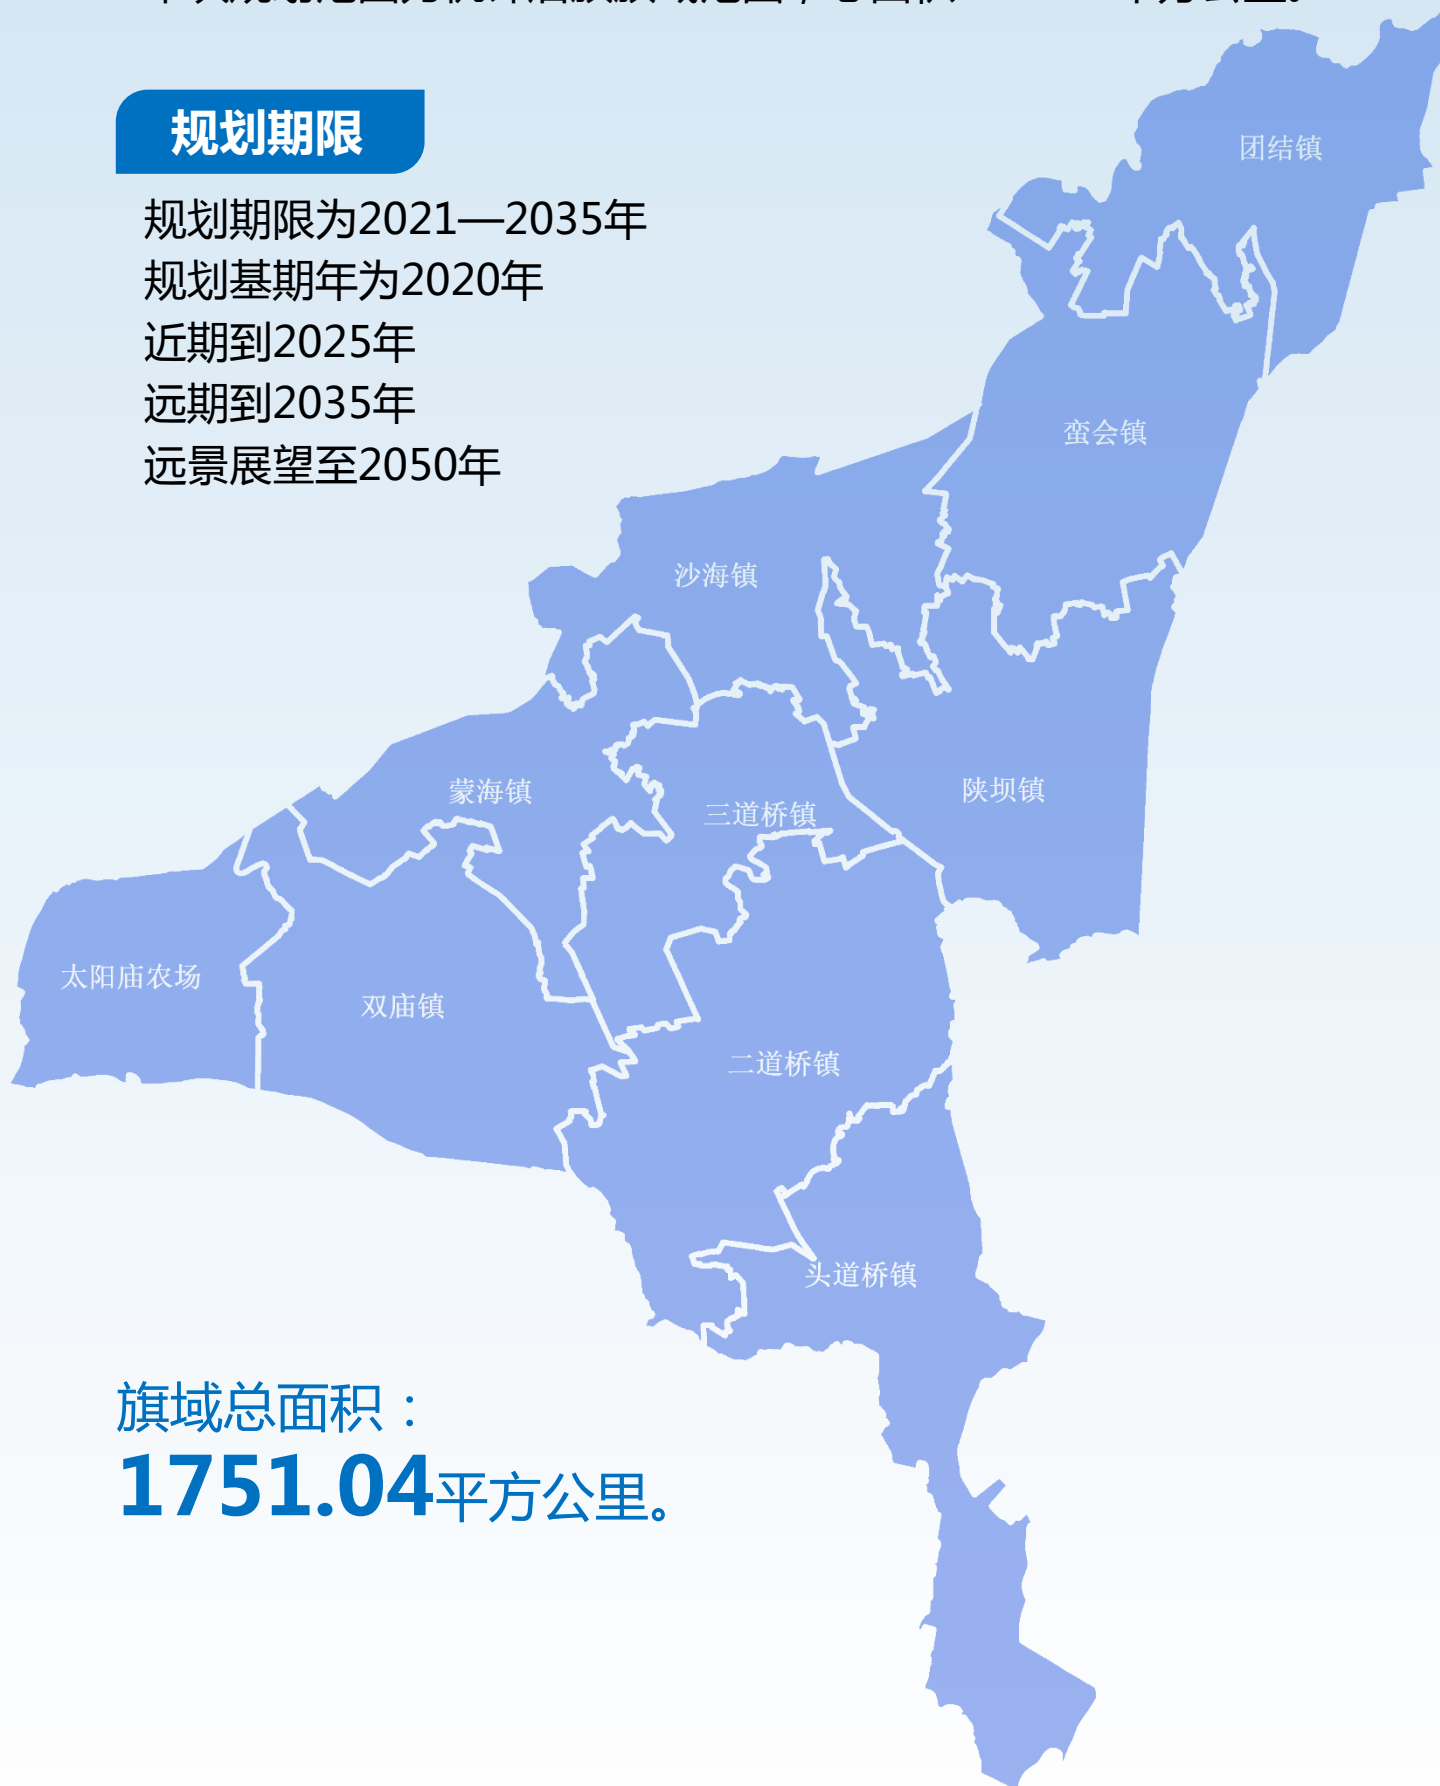 规划期限
规划期限为2021—2035年
规划基期年为2020年
近期到2025年
远期到2035年
远景展望至2050年
团结镇
蛮会镇
沙海镇
蒙海镇
三道桥镇
陕坝镇
太阳庙农场
双庙镇
二道桥镇
头道桥镇
旗域总面积：
1751.04平方公里。